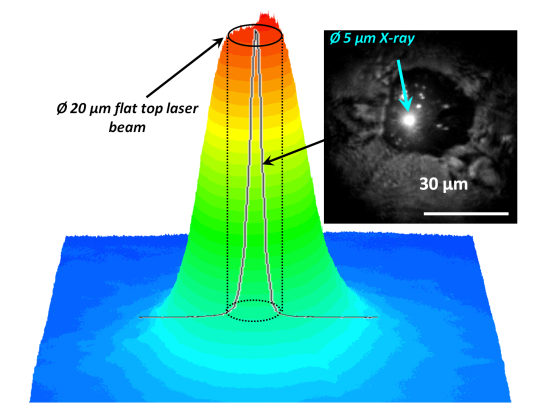 Ø 5 µm X-ray
Ø 20 µm flat top laser
beam
30 µm